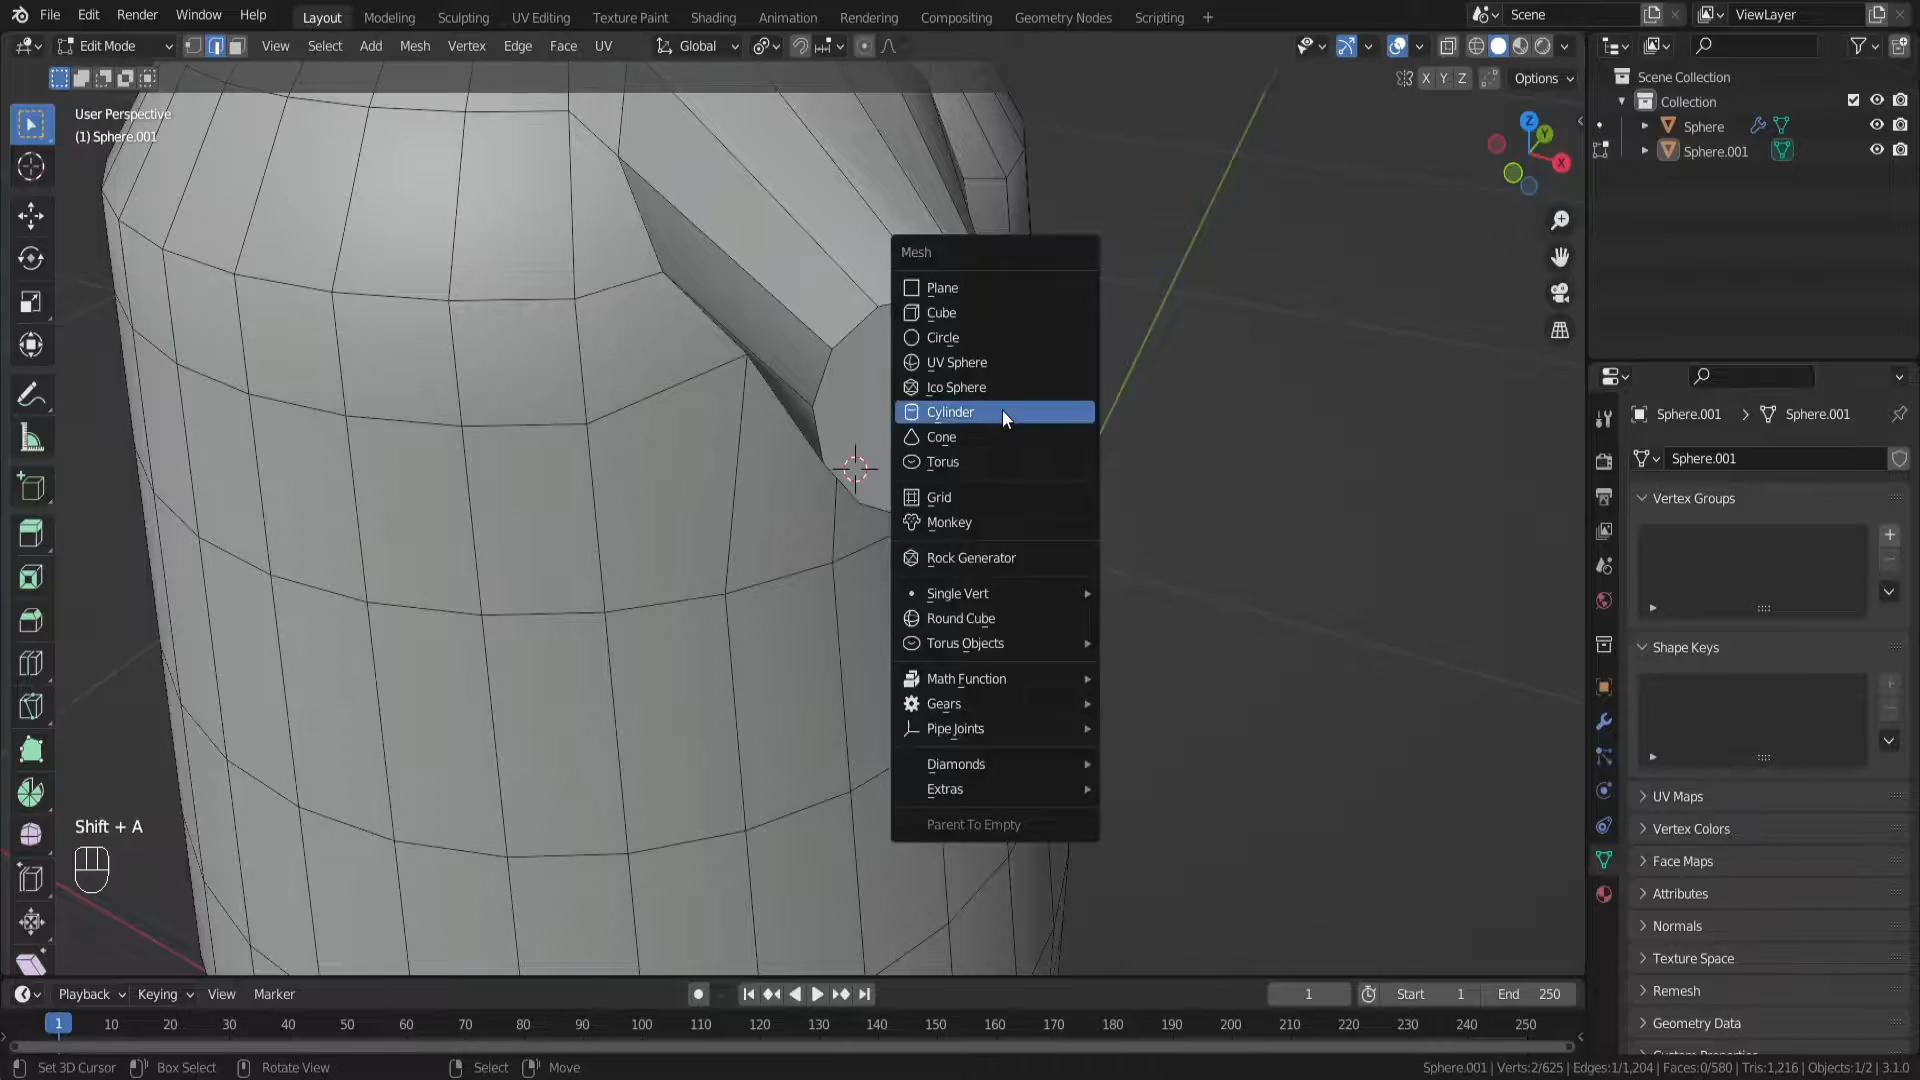 File Edit Render Window Help Layout Modeling Sculpting UV Editing Texture Paint Shading Animation Rendering Compositing Geometry Nodes Scripting + Scene ViewLayer
Edit Mode View Select Add Mesh Vertex Edge Face UV Global
X Y Z Options
User Perspective
(1) Sphere.001
Z
Y
X
Mesh
Plane
Cube
Circle
UV Sphere
Ico Sphere
Cylinder
Cone
Torus
Grid
Monkey
Rock Generator
Single Vert
Round Cube
Torus Objects
Math Function
Gears
Pipe Joints
Diamonds
Extras
Parent To Empty
Shift + A
Scene Collection
Collection
Sphere
Sphere.001
Sphere.001 Sphere.001
Sphere.001
Vertex Groups
Shape Keys
UV Maps
Vertex Colors
Face Maps
Attributes
Normals
Texture Space
Remesh
Geometry Data
Custom Properties
Playback Keying View Marker 1 Start 1 End 250
1 10 20 30 40 50 60 70 80 90 100 110 120 130 140 150 160 170 180 190 200 210 220 230 240 250
Set 3D Cursor Box Select Rotate View Select Move Sphere.001 | Verts:2/625 | Edges:1/1,204 | Faces:0/580 | Tris:1,216 | Objects:1/2 | 3.1.0